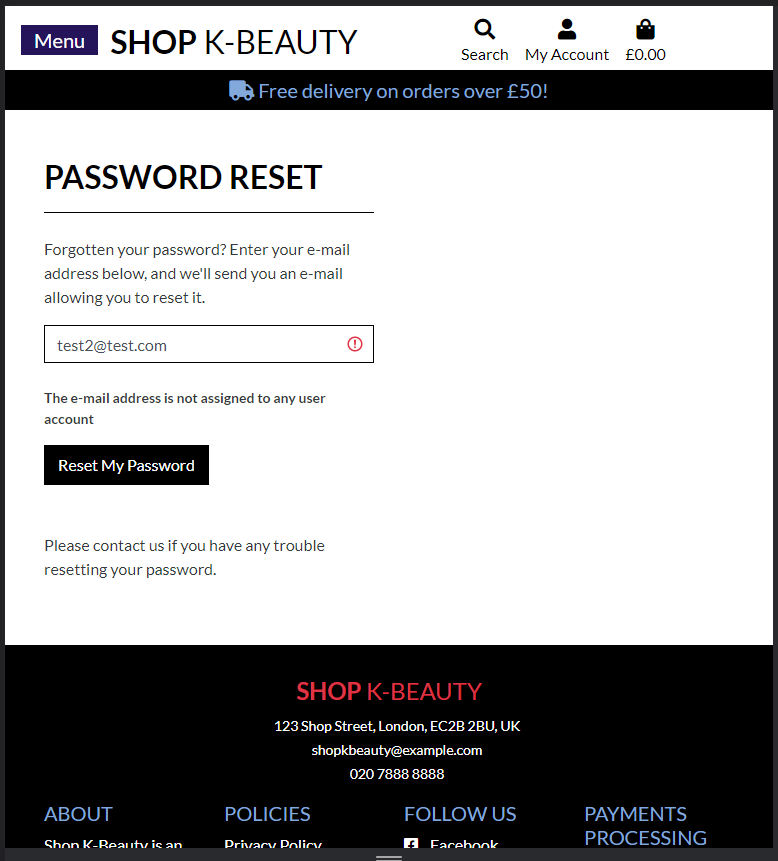 Menu SHOP K-BEAUTY
Search My Account £0.00
Free delivery on orders over £50!
PASSWORD RESET
Forgotten your password? Enter your e-mail
address below, and we'll send you an e-mail
allowing you to reset it.
test2@test.com
The e-mail address is not assigned to any user
account
Reset My Password
Please contact us if you have any trouble
resetting your password.
SHOP K-BEAUTY
123 Shop Street, London, EC2B 2BU, UK
shopkbeauty@example.com
020 7888 8888
ABOUT POLICIES FOLLOW US PAYMENTS
PROCESSING
Shop K-Beauty is an Privacy Policy Facebook